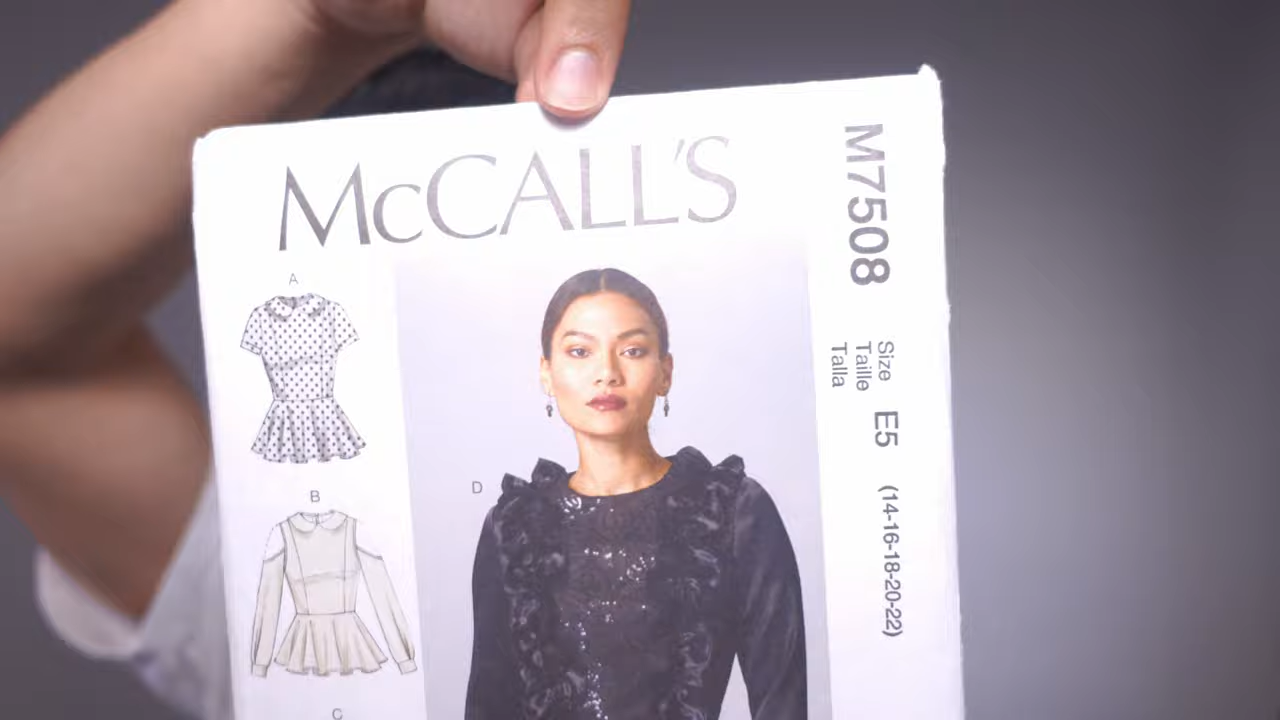 McCALL'S
M7508
Size
Taille
Talla
E5
(14-16-18-20-22)
A
B
D
C